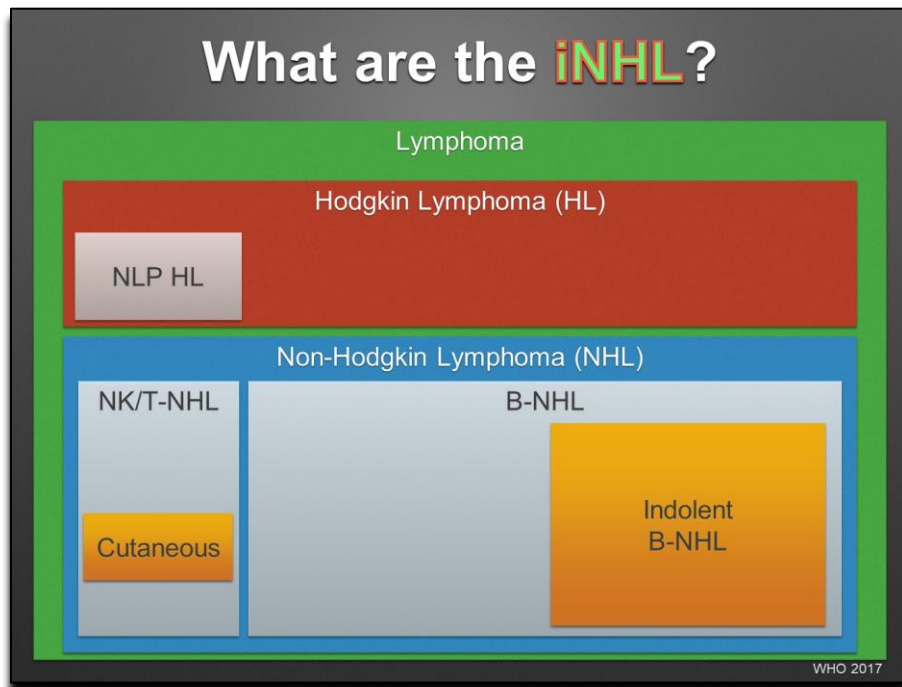 What are the iNHL?
Lymphoma
Hodgkin Lymphoma (HL)
NLP HL
Non-Hodgkin Lymphoma (NHL)
NK/T-NHL
B-NHL
Cutaneous
Indolent
B-NHL
WHO 2017